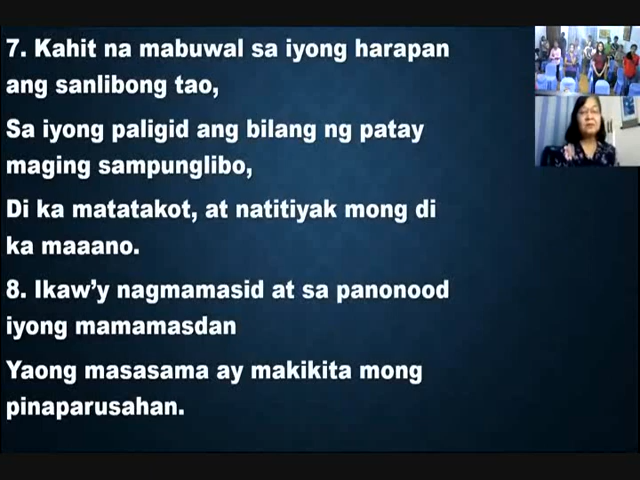 7. Kahit na mabuwal sa iyong harapan
ang sanlibong tao,
Sa iyong paligid ang bilang ng patay
maging sampunglibo,
Di ka matatakot, at natitiyak mong di
ka maaano.
8. Ikaw’y nagmamasid at sa panonood
iyong mamamasdan
Yaong masasama ay makikita mong
pinaparusahan.